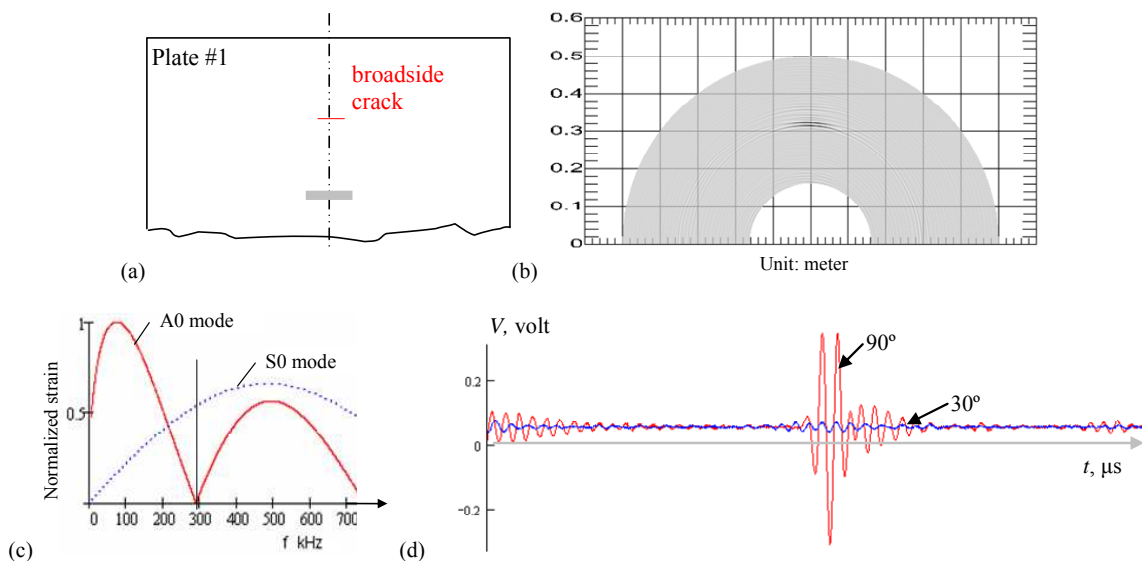 Plate #1
broadside
crack
(a)
0.6
0.5
0.4
0.3
0.2
0.1
0
Unit: meter
(b)
A0 mode
S0 mode
Normalized strain
1
0.5
0 100 200 300 400 500 600 700
f kHz
(c)
V, volt
90º
30º
0.2
0
−0.2
t, μs
(d)